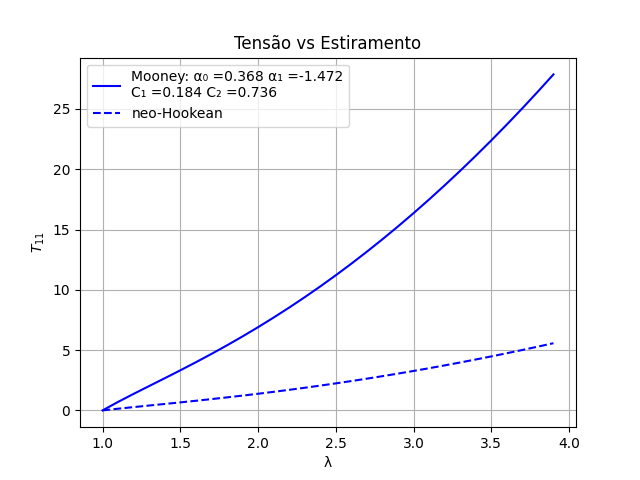 Tensão vs Estiramento
Mooney: α₀ =0.368 α₁ =-1.472
C₁ =0.184 C₂ =0.736
neo-Hookean
T₁₁
25
20
15
10
5
0
1.0 1.5 2.0 2.5 3.0 3.5 4.0
λ